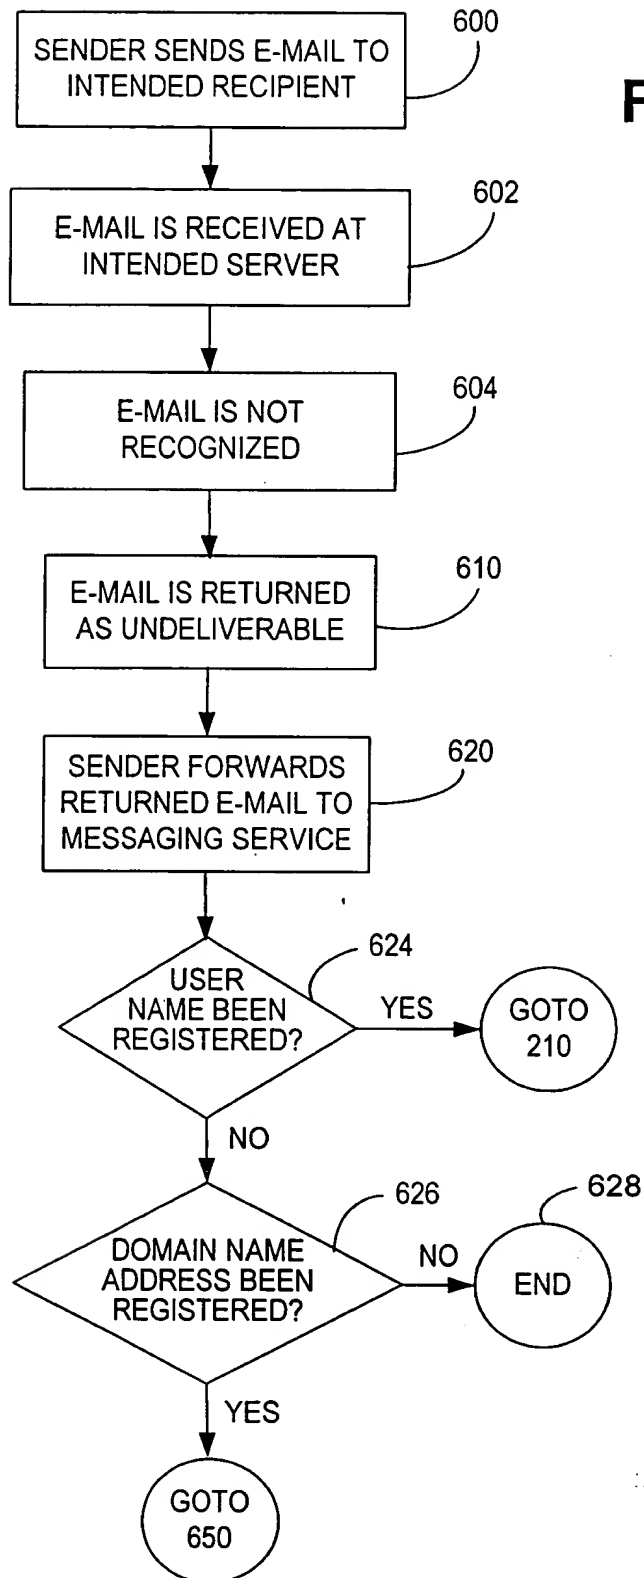 SENDER SENDS E-MAIL TO
INTENDED RECIPIENT
600
F
E-MAIL IS RECEIVED AT
INTENDED SERVER
602
E-MAIL IS NOT
RECOGNIZED
604
E-MAIL IS RETURNED
AS UNDELIVERABLE
610
SENDER FORWARDS
RETURNED E-MAIL TO
MESSAGING SERVICE
620
USER
NAME BEEN
REGISTERED?
624
YES
GOTO
210
NO
DOMAIN NAME
ADDRESS BEEN
REGISTERED?
626
NO
END
628
YES
GOTO
650